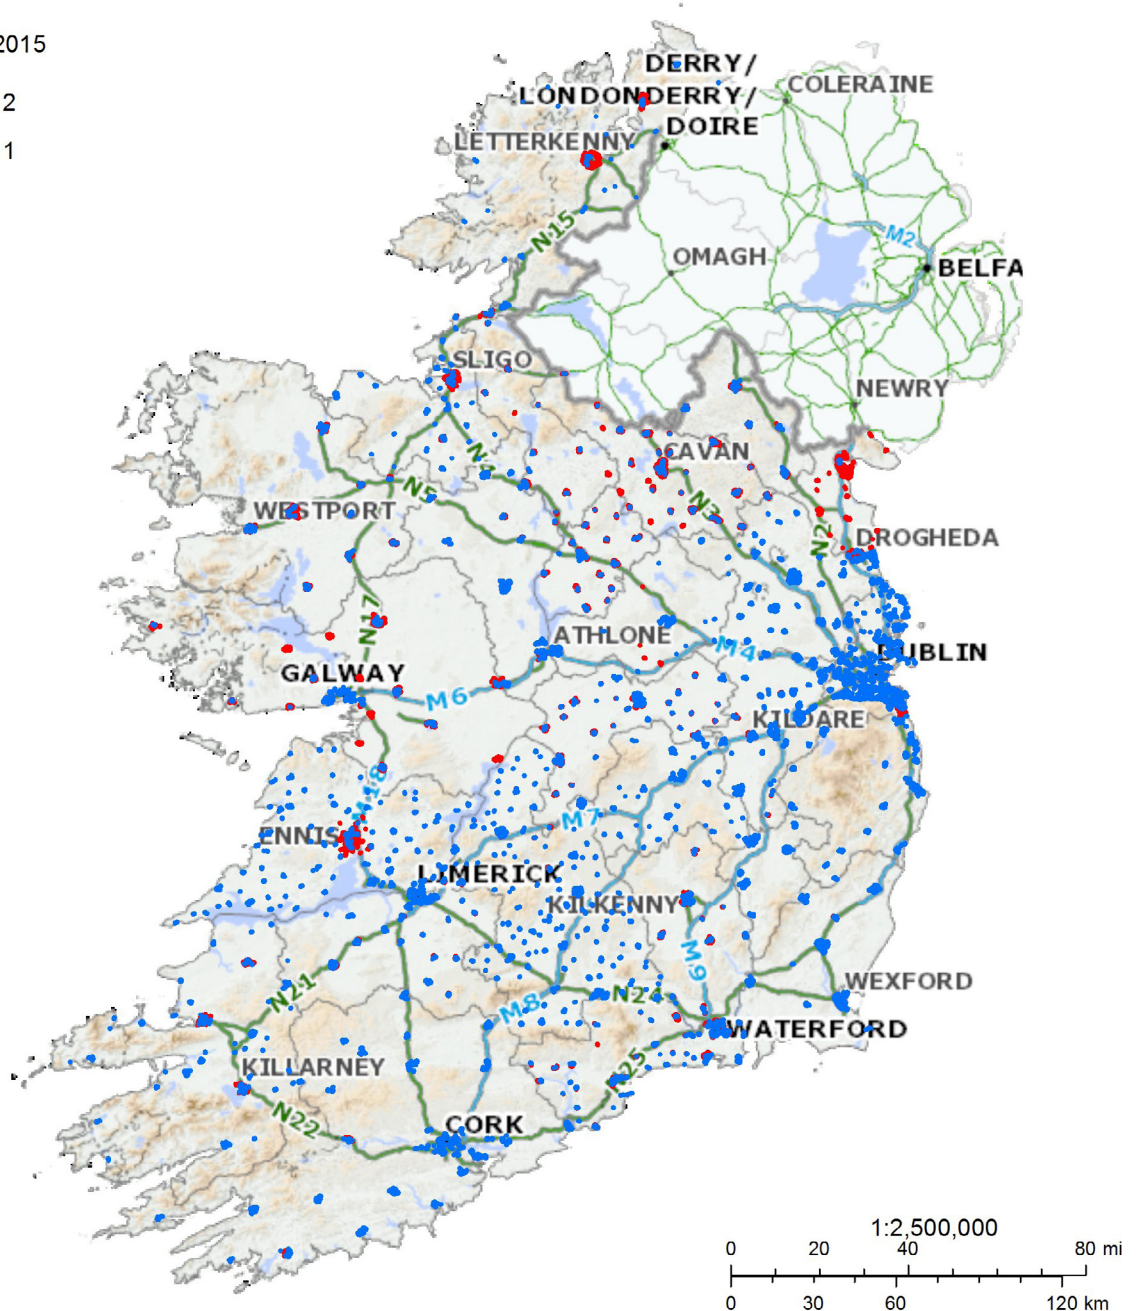 2015
2
1
DERRY/
LONDONDERRY/
DOIRE
COLERAINE
LETTERKENNY
N15
M2
OMAGH
BELFA
SLIGO
NEWRY
CAVAN
N4
N5
N3
WESTPORT
N2
DROGHEDA
N17
ATHLONE
M4
DUBLIN
GALWAY
M6
KILDARE
M18
M7
ENNIS
LIMERICK
KILKENNY
M9
N21
N24
WEXFORD
M8
WATERFORD
KILLARNEY
N25
N22
CORK
1:2,500,000
0 20 40 80 mi
0 30 60 120 km